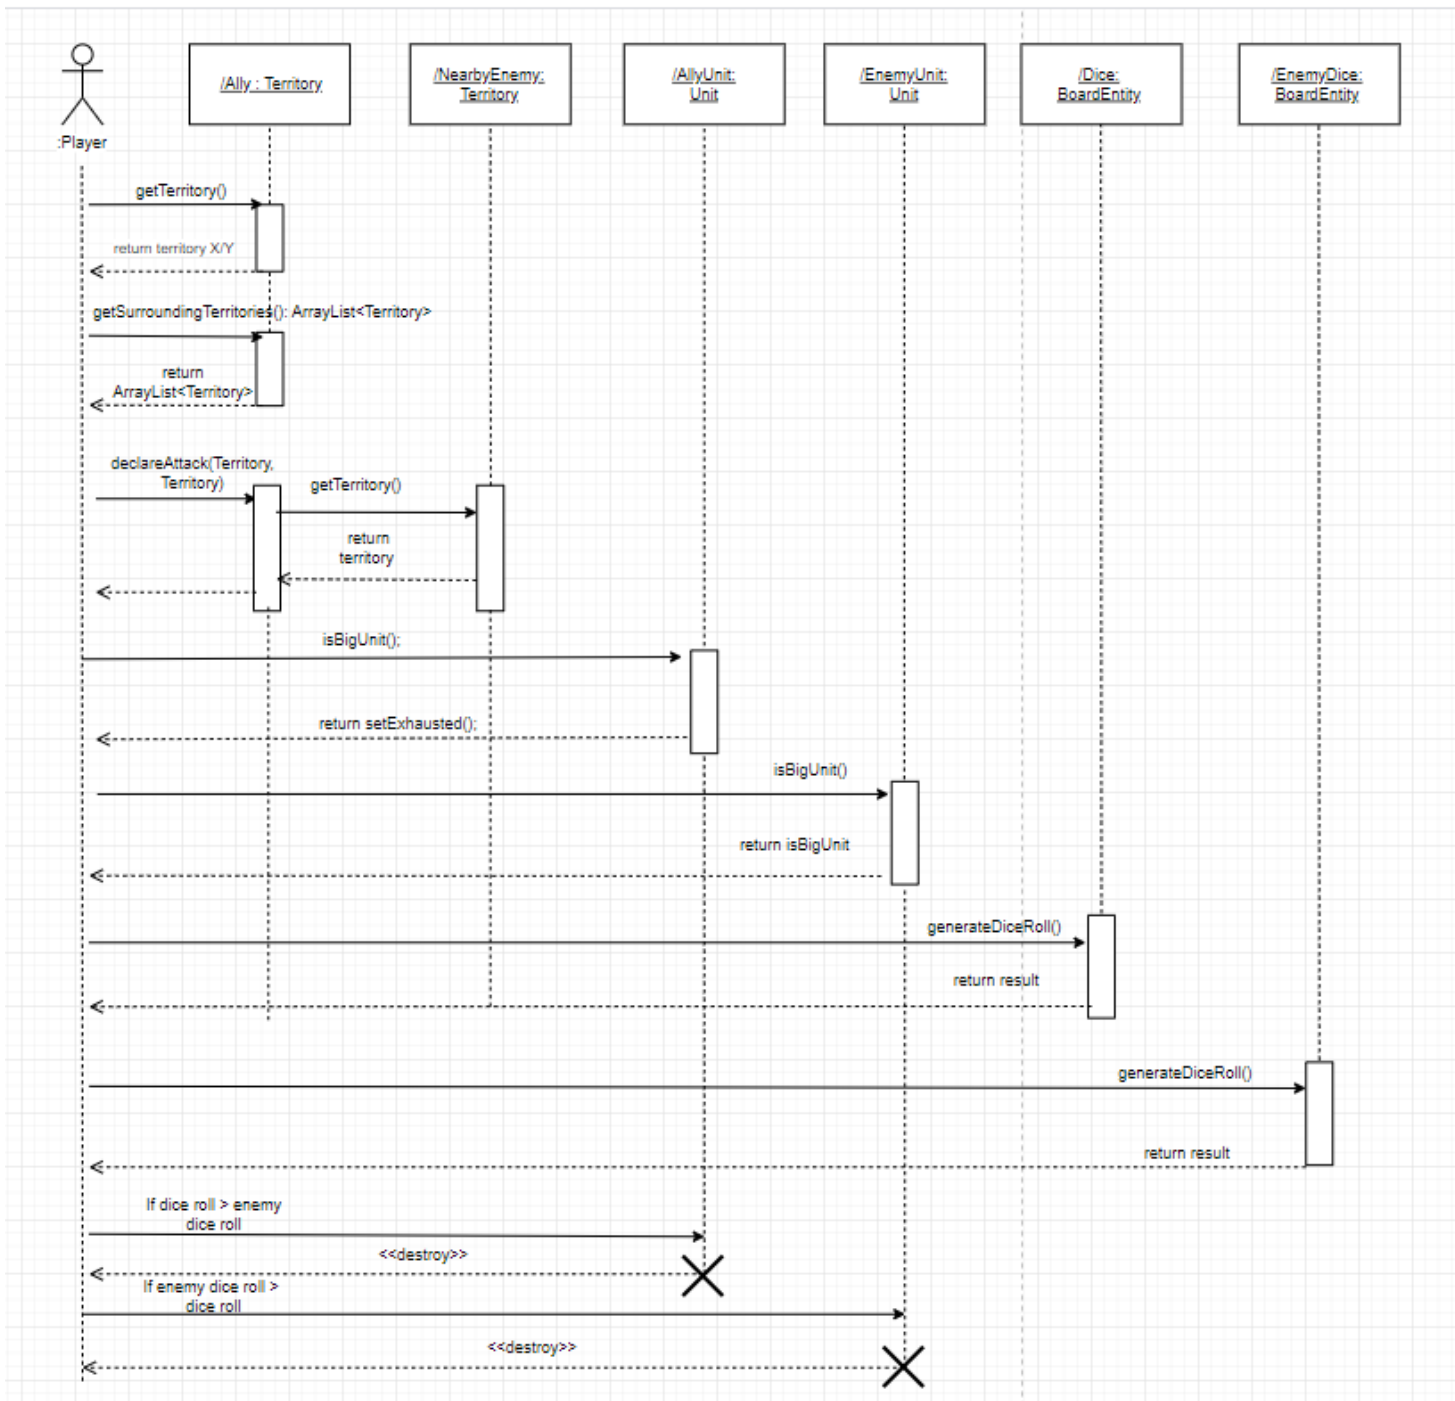 /Ally : Territory
/NearbyEnemy:
Territory
/AllyUnit:
Unit
/EnemyUnit:
Unit
/Dice:
BoardEntity
/EnemyDice:
BoardEntity
:Player
getTerritory()
return territory X/Y
getSurroundingTerritories(): ArrayList<Territory>
return
ArrayList<Territory>
declareAttack(Territory,
Territory)
getTerritory()
return
territory
isBigUnit();
return setExhausted();
isBigUnit()
return isBigUnit
generateDiceRoll()
return result
generateDiceRoll()
return result
If dice roll > enemy
dice roll
<<destroy>>
If enemy dice roll >
dice roll
<<destroy>>